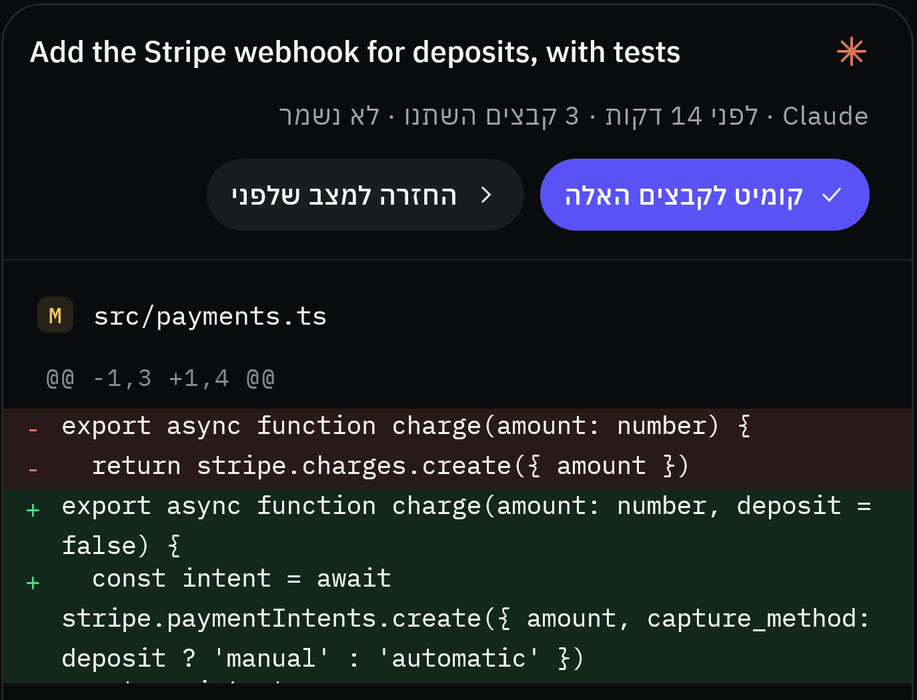 Add the Stripe webhook for deposits, with tests
Claude · לפני 14 דקות · 3 קבצים השתנו · לא נשמר
קומיט לקבצים האלה
החזרה למצב שלפני
M src/payments.ts
@@ -1,3 +1,4 @@
- export async function charge(amount: number) {
-   return stripe.charges.create({ amount })
+ export async function charge(amount: number, deposit =
false) {
+   const intent = await
stripe.paymentIntents.create({ amount, capture_method:
deposit ? 'manual' : 'automatic' })